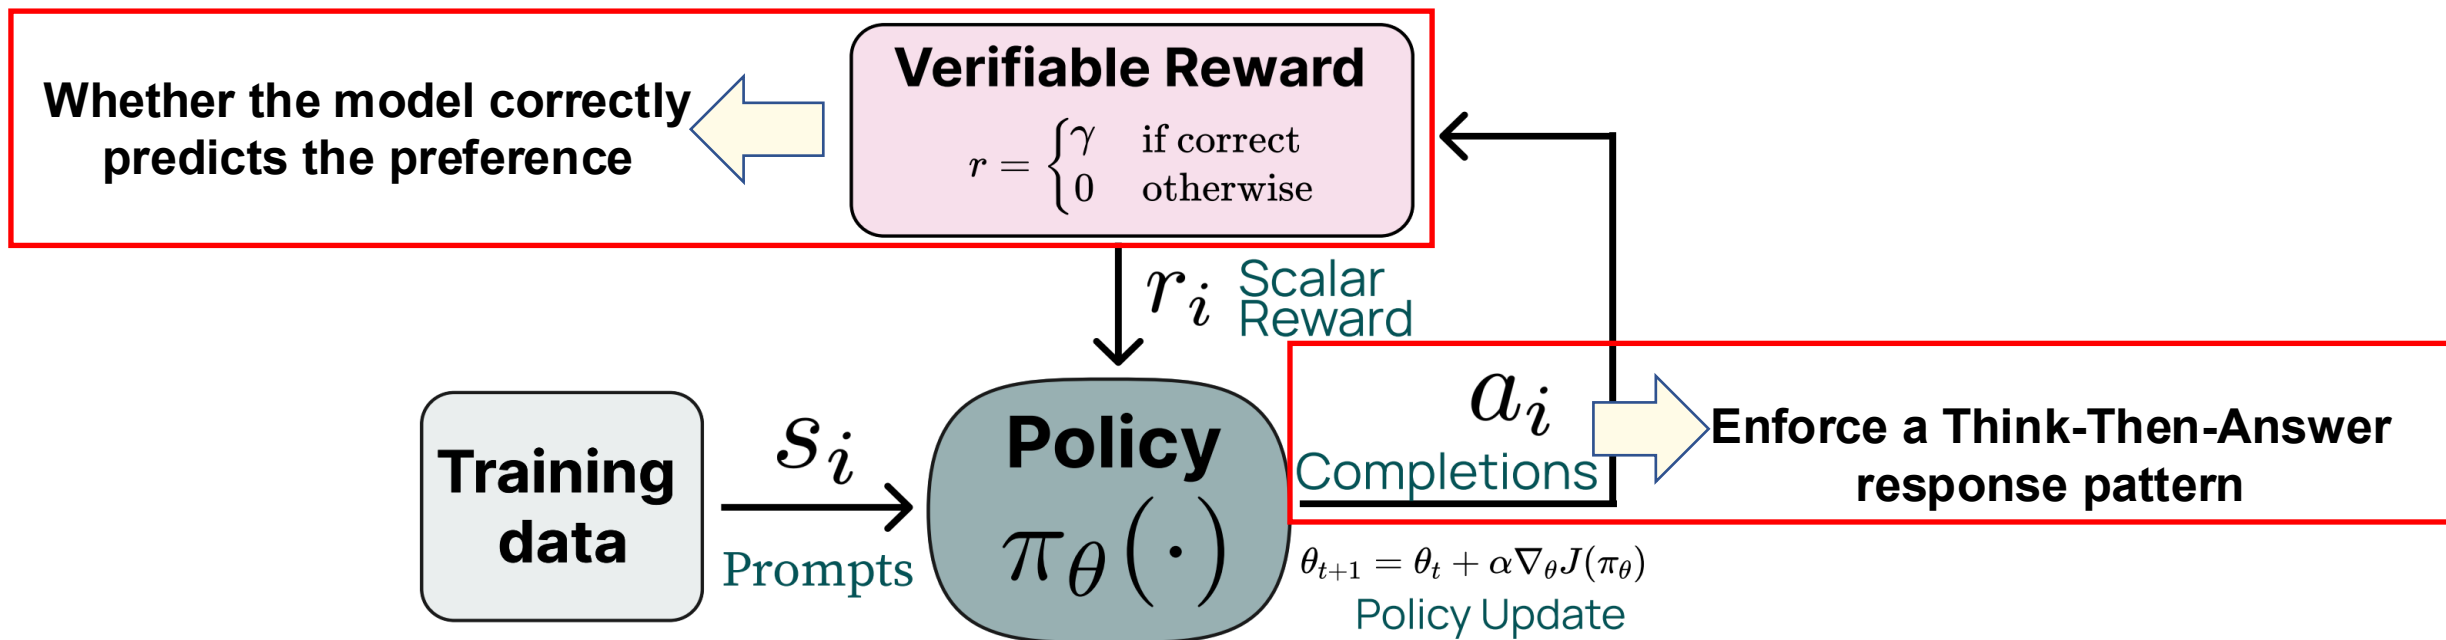 Whether the model correctly
predicts the preference
Verifiable Reward
r = { γ if correct
0 otherwise
r_i Scalar
Reward
Training
data
s_i
Prompts
Policy
π_θ(·)
a_i
Completions
Enforce a Think-Then-Answer
response pattern
θ_{t+1} = θ_t + α∇_θJ(π_θ)
Policy Update